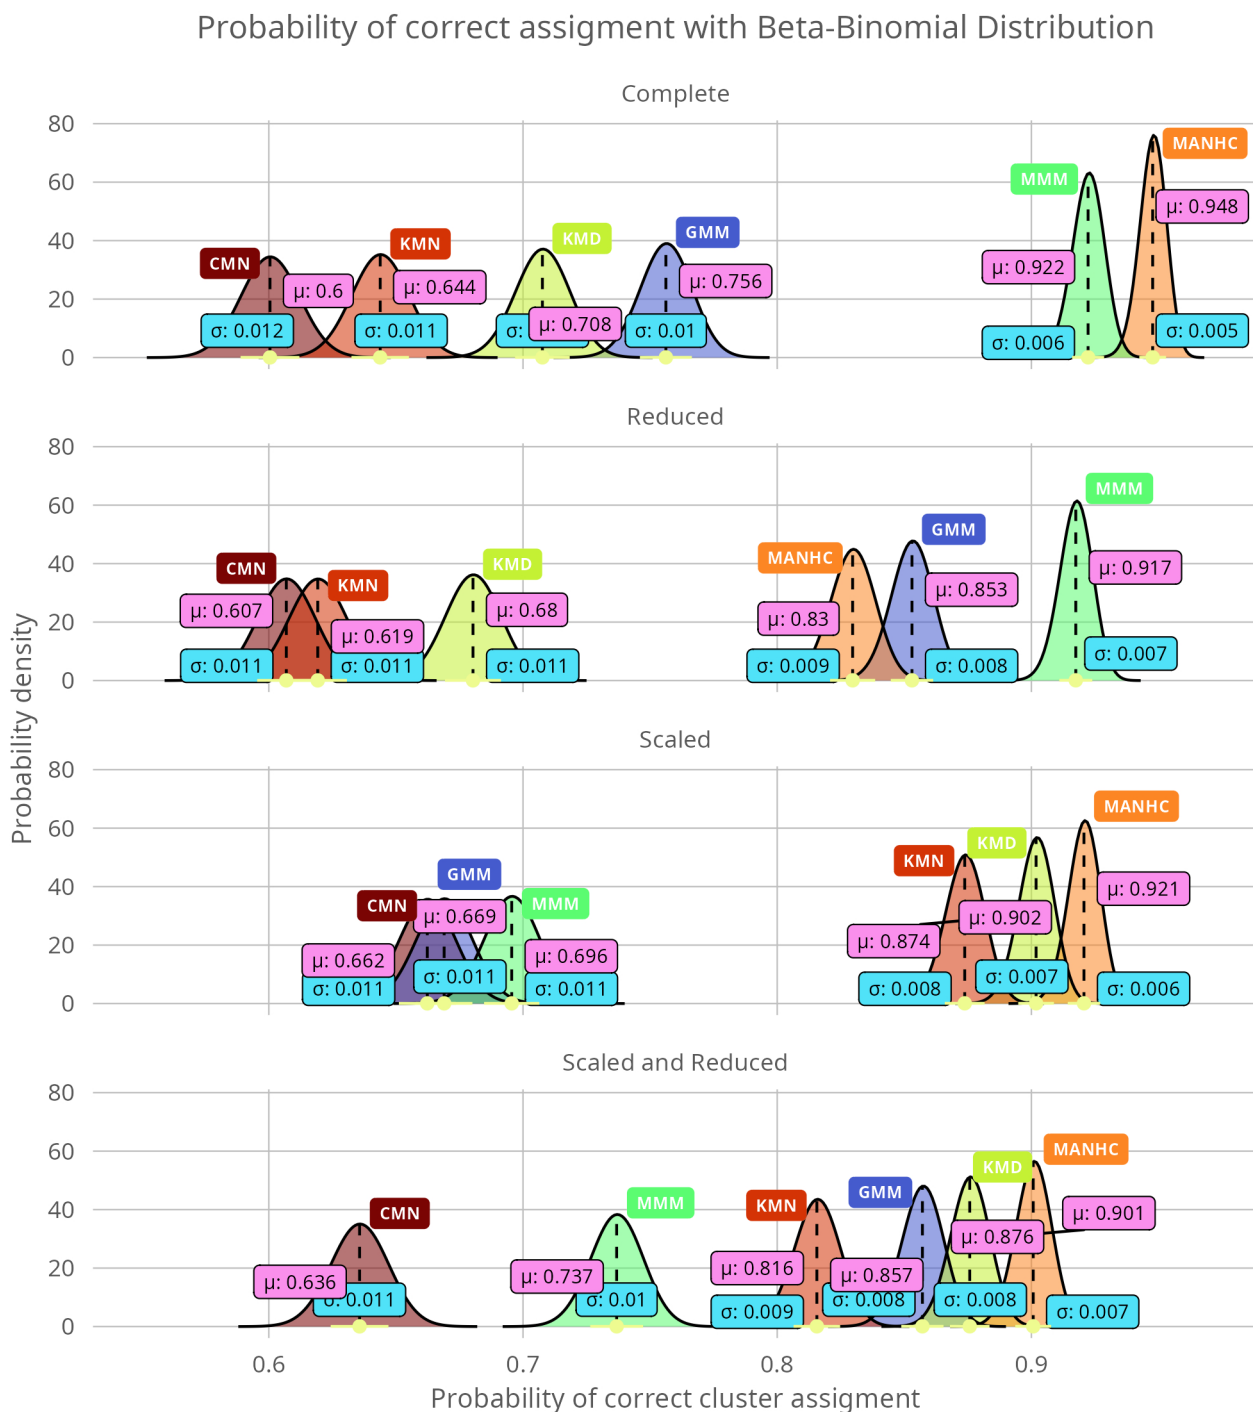 Probability of correct assigment with Beta-Binomial Distribution
Complete
80
60
40
20
0
CMN
KMN
KMD
GMM
MMM
MANHC
μ: 0.6
μ: 0.644
μ: 0.708
μ: 0.756
μ: 0.922
μ: 0.948
σ: 0.012
σ: 0.011
σ:
σ: 0.01
σ: 0.006
σ: 0.005
Reduced
80
60
40
20
0
CMN
KMN
KMD
MANHC
GMM
MMM
μ: 0.607
μ: 0.619
μ: 0.68
μ: 0.83
μ: 0.853
μ: 0.917
σ: 0.011
σ: 0.011
σ: 0.011
σ: 0.009
σ: 0.008
σ: 0.007
Probability density
Scaled
80
60
40
20
0
CMN
GMM
MMM
KMN
KMD
MANHC
μ: 0.662
μ: 0.669
μ: 0.696
μ: 0.874
μ: 0.902
μ: 0.921
σ: 0.011
σ: 0.011
σ: 0.011
σ: 0.008
σ: 0.007
σ: 0.006
Scaled and Reduced
80
60
40
20
0
CMN
MMM
KMN
GMM
KMD
MANHC
μ: 0.636
μ: 0.737
μ: 0.816
μ: 0.857
μ: 0.876
μ: 0.901
σ: 0.011
σ: 0.01
σ: 0.009
σ: 0.008
σ: 0.008
σ: 0.007
0.6
0.7
0.8
0.9
Probability of correct cluster assigment